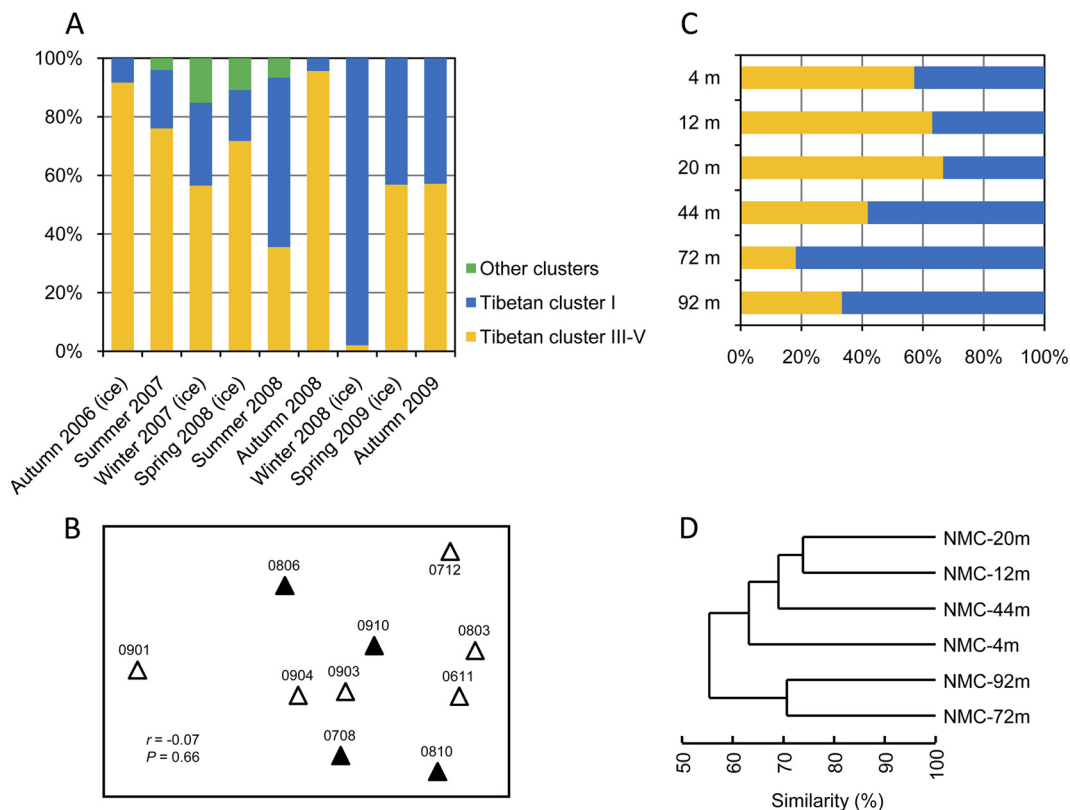 A
100%
80%
60%
40%
20%
0%
Autumn 2006 (ice)
Summer 2007
Winter 2007 (ice)
Spring 2008 (ice)
Summer 2008
Autumn 2008
Winter 2008 (ice)
Spring 2009 (ice)
Autumn 2009
Other clusters
Tibetan cluster I
Tibetan cluster III-V
C
4 m
12 m
20 m
44 m
72 m
92 m
0% 20% 40% 60% 80% 100%
B
0712
0806
0910
0803
0901
0904
0903
0611
0708
0810
r = -0.07
P = 0.66
D
NMC-20m
NMC-12m
NMC-44m
NMC-4m
NMC-92m
NMC-72m
50 60 70 80 90 100
Similarity (%)